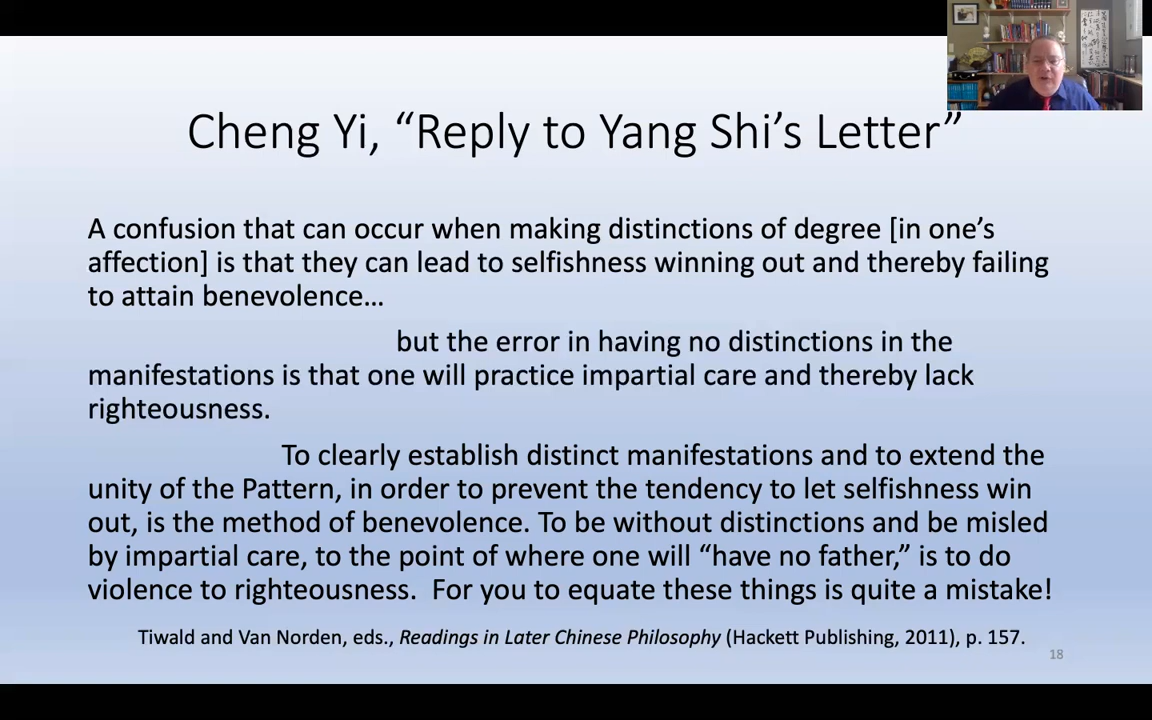 Cheng Yi, “Reply to Yang Shi’s Letter”
A confusion that can occur when making distinctions of degree [in one’s
affection] is that they can lead to selfishness winning out and thereby failing
to attain benevolence…
but the error in having no distinctions in the
manifestations is that one will practice impartial care and thereby lack
righteousness.
To clearly establish distinct manifestations and to extend the
unity of the Pattern, in order to prevent the tendency to let selfishness win
out, is the method of benevolence. To be without distinctions and be misled
by impartial care, to the point of where one will “have no father,” is to do
violence to righteousness.  For you to equate these things is quite a mistake!
Tiwald and Van Norden, eds., Readings in Later Chinese Philosophy (Hackett Publishing, 2011), p. 157.
18